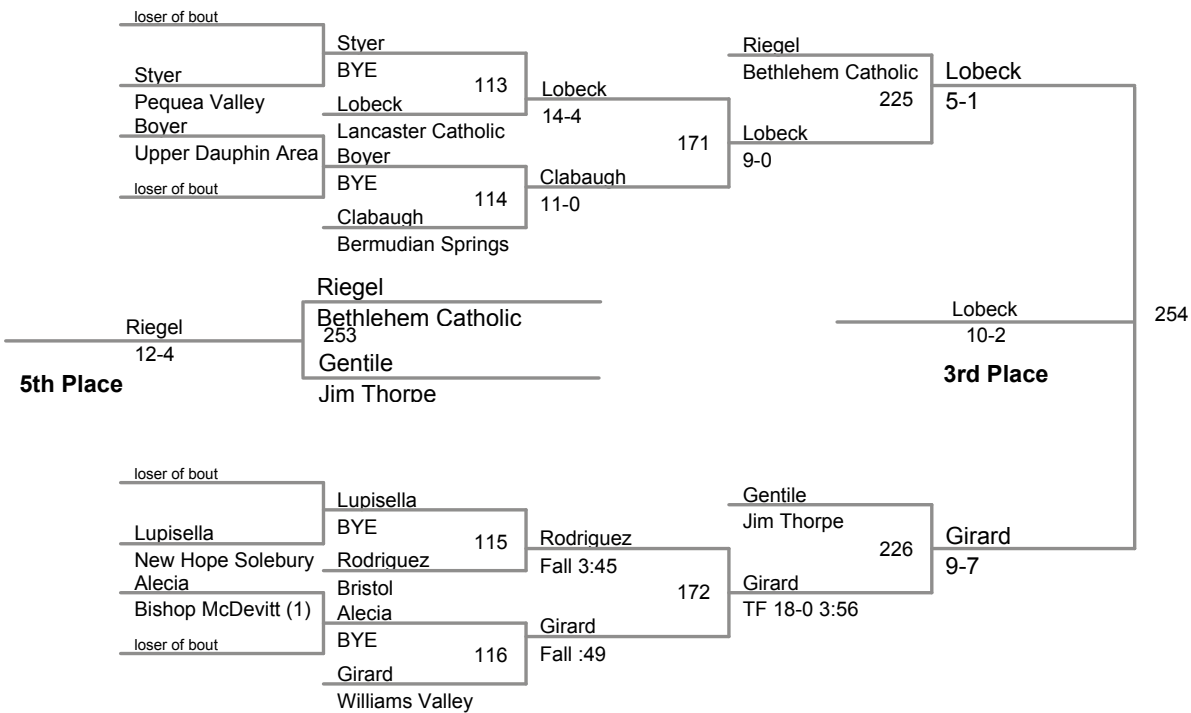 loser of bout
Styer
Pequea Valley
Boyer
Upper Dauphin Area
loser of bout
Styer
BYE
113
Lobeck
Lancaster Catholic
Boyer
BYE
114
Clabaugh
Bermudian Springs
Lobeck
14-4
171
Clabaugh
11-0
Riegel
Bethlehem Catholic
225
Lobeck
9-0
Lobeck
5-1
Riegel
Bethlehem Catholic
253
Gentile
Jim Thorpe
Riegel
12-4
5th Place
Lobeck
10-2
3rd Place
254
loser of bout
Lupisella
New Hope Solebury
Alecia
Bishop McDevitt (1)
loser of bout
Lupisella
BYE
115
Rodriguez
Bristol
Alecia
BYE
116
Girard
Williams Valley
Rodriguez
Fall 3:45
172
Girard
Fall :49
Gentile
Jim Thorpe
226
Girard
TF 18-0 3:56
Girard
9-7